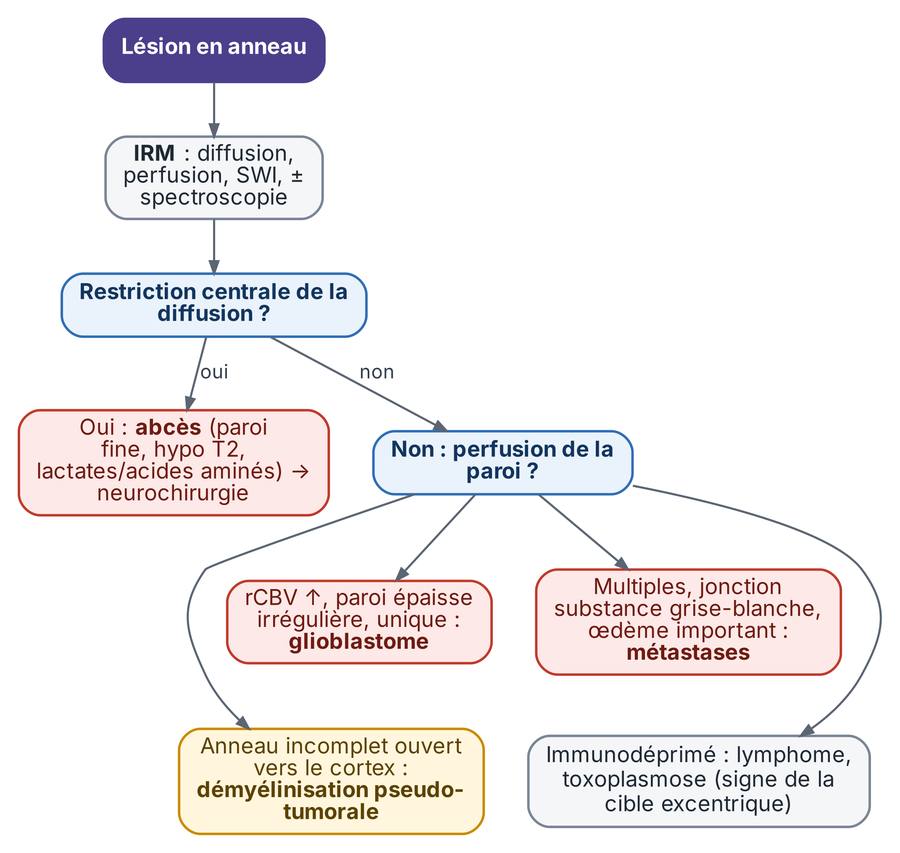 Lésion en anneau
IRM : diffusion,
perfusion, SWI, ±
spectroscopie
Restriction centrale de la
diffusion ?
oui
non
Oui : abcès (paroi
fine, hypo T2,
lactates/acides aminés) →
neurochirurgie
Non : perfusion de la
paroi ?
rCBV ↑, paroi épaisse
irrégulière, unique :
glioblastome
Multiples, jonction
substance grise-blanche,
œdème important :
métastases
Anneau incomplet ouvert
vers le cortex :
démyélinisation pseudo-
tumorale
Immunodéprimé : lymphome,
toxoplasmose (signe de la
cible excentrique)